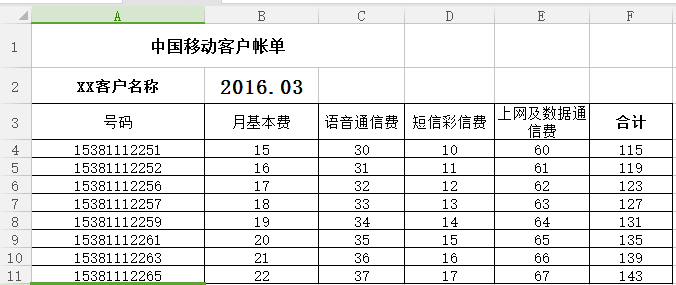 A B C D E F
1 中国移动客户帐单
2 XX客户名称 2016.03
3 号码 月基本费 语音通信费 短信彩信费 上网及数据通信费 合计
4 15381112251 15 30 10 60 115
5 15381112252 16 31 11 61 119
6 15381112256 17 32 12 62 123
7 15381112257 18 33 13 63 127
8 15381112259 19 34 14 64 131
9 15381112261 20 35 15 65 135
10 15381112263 21 36 16 66 139
11 15381112265 22 37 17 67 143